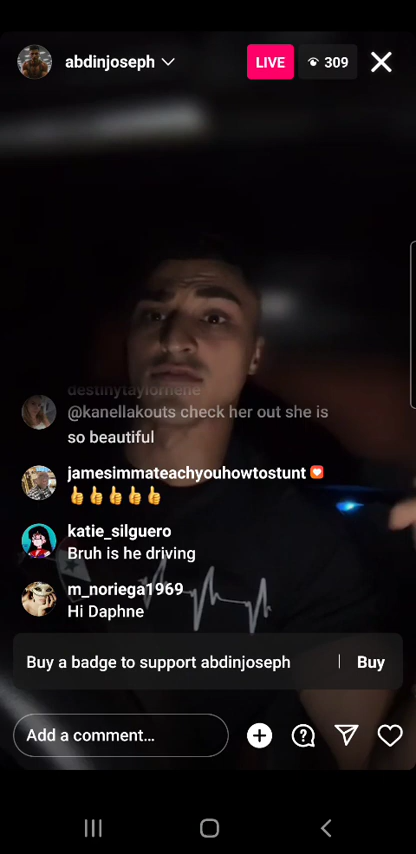 abdinjoseph
LIVE
309
destinytaylorhene
@kanellakouts check her out she is
so beautiful
jamesimmateachyouhowtostunt
👍👍👍👍👍
katie_silguero
Bruh is he driving
m_noriega1969
Hi Daphne
Buy a badge to support abdinjoseph | Buy
Add a comment...